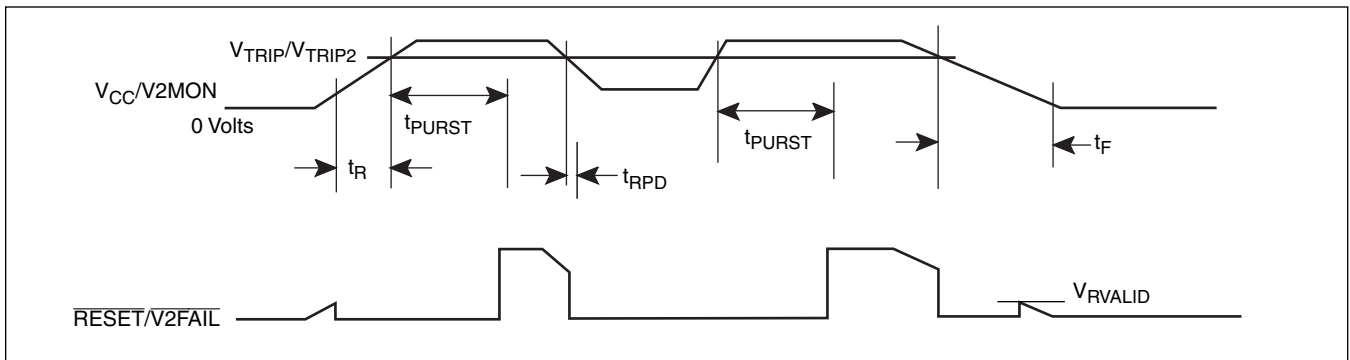 VTRIP/VTRIP2
VCC/V2MON
0 Volts
tPURST
tPURST
tR
tRPD
tF
VRVALID
RESET/V2FAIL